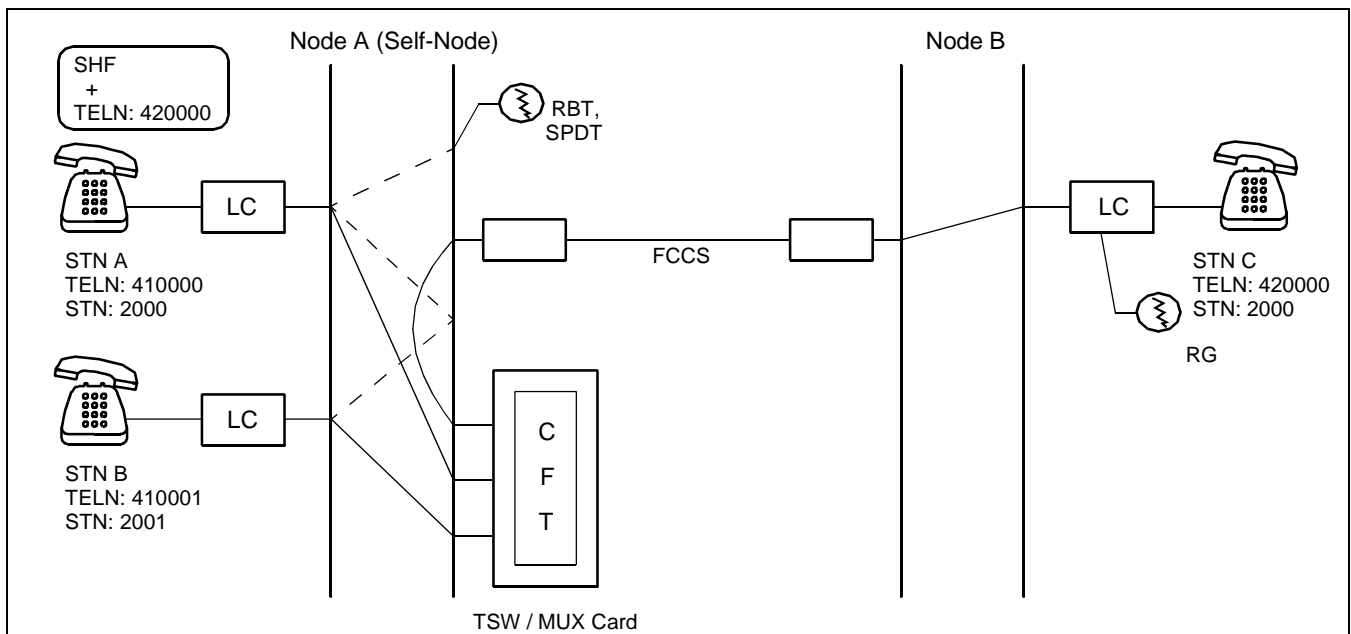 Node A (Self-Node)
Node B
SHF
+
TELN: 420000
RBT,
SPDT
LC
LC
FCCS
STN A
TELN: 410000
STN: 2000
STN C
TELN: 420000
STN: 2000
RG
LC
C
F
T
STN B
TELN: 410001
STN: 2001
TSW / MUX Card